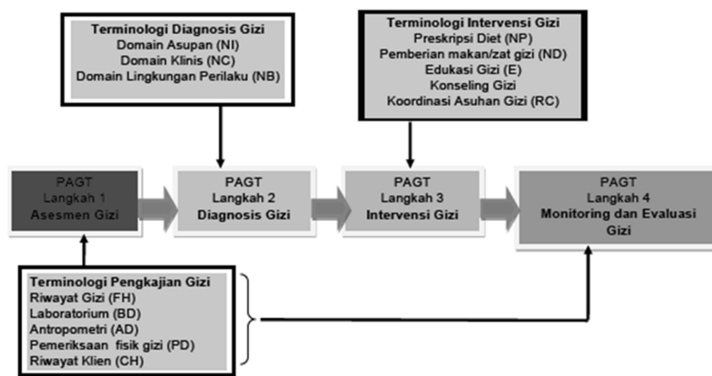 Terminologi Diagnosis Gizi
Domain Asupan (NI)
Domain Klinis (NC)
Domain Lingkungan Perilaku (NB)
Terminologi Intervensi Gizi
Preskripsi Diet (NP)
Pemberian makan/zat gizi (ND)
Edukasi Gizi (E)
Konseling Gizi
Koordinasi Asuhan Gizi (RC)
PAGT
Langkah 1
Asesmen Gizi
PAGT
Langkah 2
Diagnosis Gizi
PAGT
Langkah 3
Intervensi Gizi
PAGT
Langkah 4
Monitoring dan Evaluasi
Gizi
Terminologi Pengkajian Gizi
Riwayat Gizi (FH)
Laboratorium (BD)
Antropometri (AD)
Pemeriksaan fisik gizi (PD)
Riwayat Klien (CH)